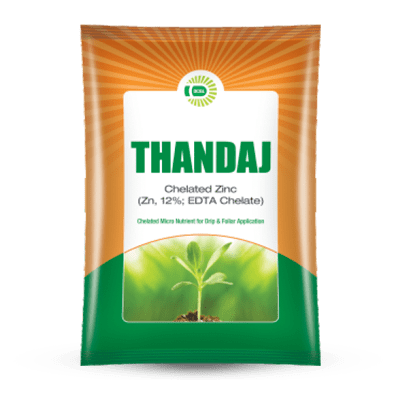 THANDAJ
Chelated Zinc
(Zn, 12%; EDTA Chelate)
Chelated Micro Nutrient for Drip & Foliar Application